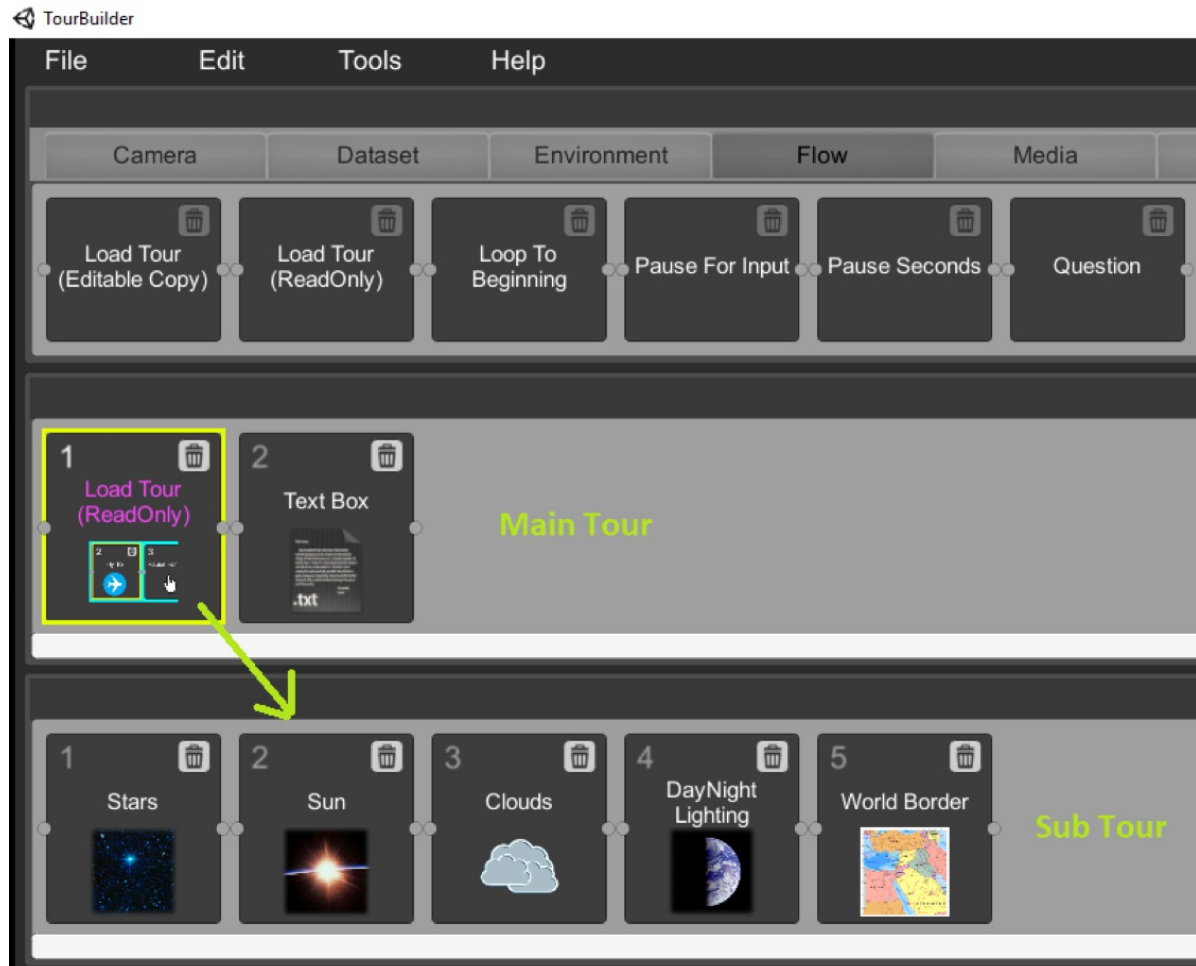 TourBuilder
File Edit Tools Help
Camera Dataset Environment Flow Media
Load Tour
(Editable Copy)
Load Tour
(ReadOnly)
Loop To
Beginning
Pause For Input
Pause Seconds
Question
1
Load Tour
(ReadOnly)
2 3
2
Text Box
.txt
Main Tour
1
Stars
2
Sun
3
Clouds
4
DayNight
Lighting
5
World Border
Sub Tour